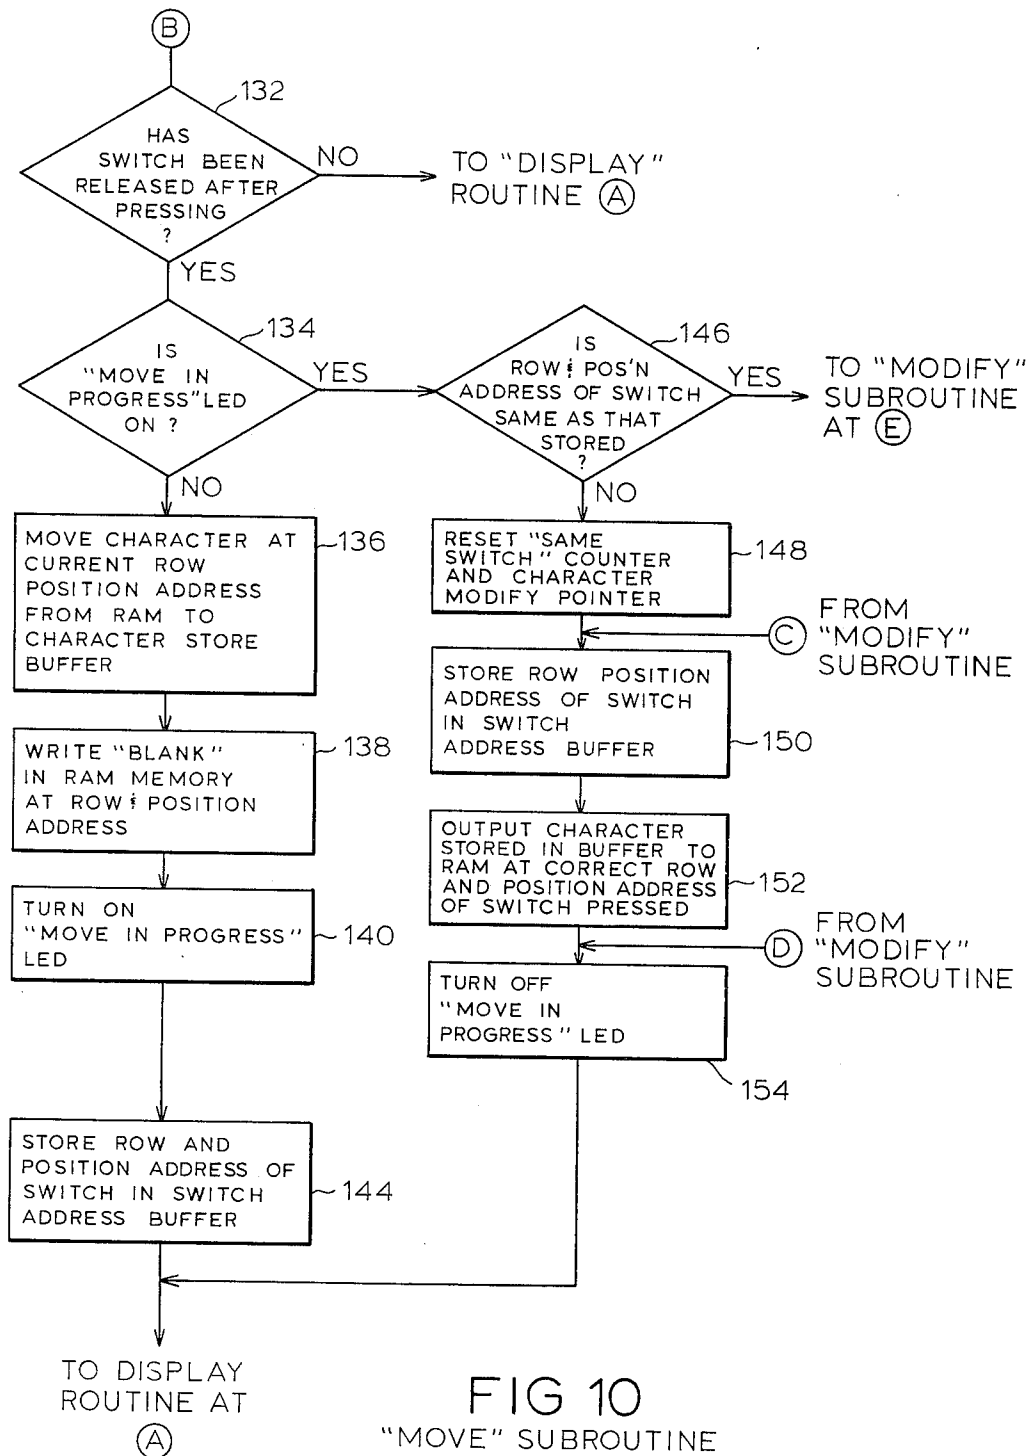 B
132
HAS
SWITCH BEEN
RELEASED AFTER
PRESSING
?
NO
TO "DISPLAY"
ROUTINE A
YES
134
IS
"MOVE IN
PROGRESS" LED
ON ?
YES
146
IS
ROW & POS'N
ADDRESS OF SWITCH
SAME AS THAT
STORED
?
YES
TO "MODIFY"
SUBROUTINE
AT E
NO
NO
MOVE CHARACTER AT
CURRENT ROW
POSITION ADDRESS
FROM RAM TO
CHARACTER STORE
BUFFER
136
RESET "SAME
SWITCH" COUNTER
AND CHARACTER
MODIFY POINTER
148
C
FROM
"MODIFY"
SUBROUTINE
STORE ROW POSITION
ADDRESS OF SWITCH
IN SWITCH
ADDRESS BUFFER
150
WRITE "BLANK"
IN RAM MEMORY
AT ROW & POSITION
ADDRESS
138
OUTPUT CHARACTER
STORED IN BUFFER TO
RAM AT CORRECT ROW
AND POSITION ADDRESS
OF SWITCH PRESSED
152
TURN ON
"MOVE IN PROGRESS"
LED
140
D
FROM
"MODIFY"
SUBROUTINE
TURN OFF
"MOVE IN
PROGRESS" LED
154
STORE ROW AND
POSITION ADDRESS OF
SWITCH IN SWITCH
ADDRESS BUFFER
144
TO DISPLAY
ROUTINE AT
A
FIG 10
"MOVE" SUBROUTINE